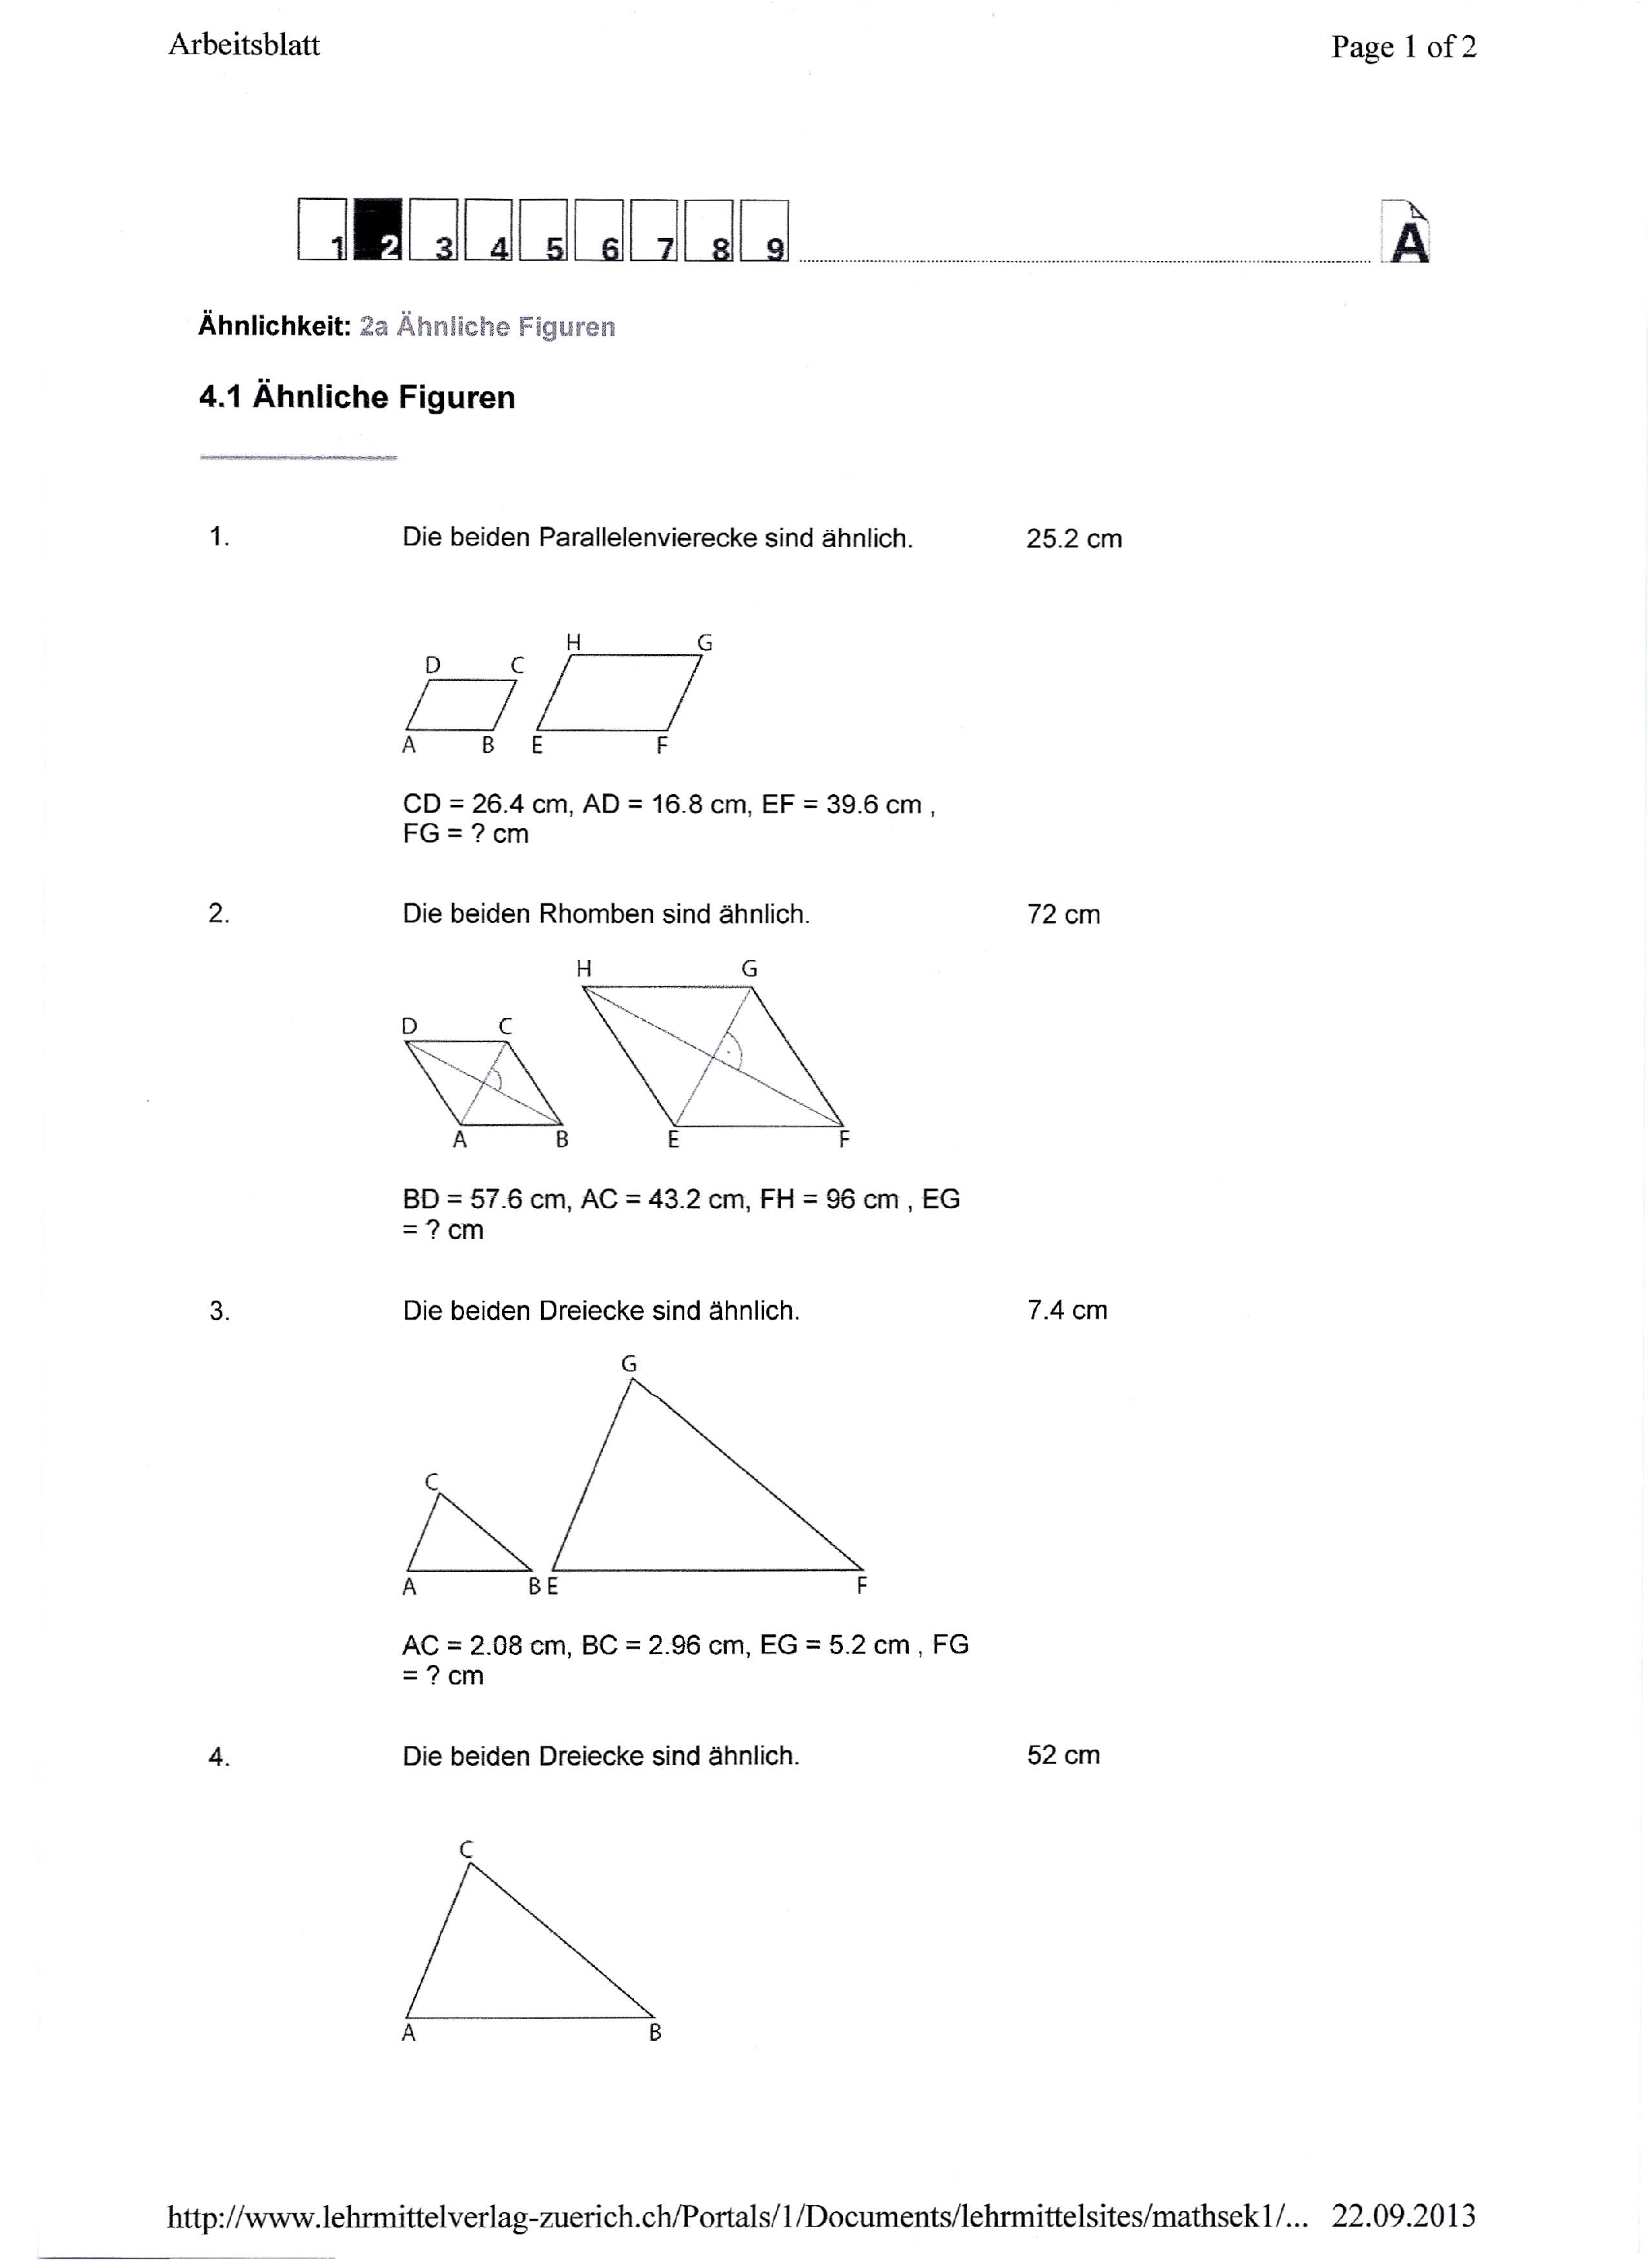 Arbeitsblatt Page 1 of 2
1 2 3 4 5 6 7 8 9 A
Ähnlichkeit: 2a Ähnliche Figuren
4.1 Ähnliche Figuren
1. Die beiden Parallelenvierecke sind ähnlich. 25.2 cm
H G
D C
A B E F
CD = 26.4 cm, AD = 16.8 cm, EF = 39.6 cm ,
FG = ? cm
2. Die beiden Rhomben sind ähnlich. 72 cm
H G
D C
A B E F
BD = 57.6 cm, AC = 43.2 cm, FH = 96 cm , EG
= ? cm
3. Die beiden Dreiecke sind ähnlich. 7.4 cm
G
C
A B E F
AC = 2.08 cm, BC = 2.96 cm, EG = 5.2 cm , FG
= ? cm
4. Die beiden Dreiecke sind ähnlich. 52 cm
C
A B
http://www.lehrmittelverlag-zuerich.ch/Portals/1/Documents/lehrmittelsites/mathsek1/... 22.09.2013